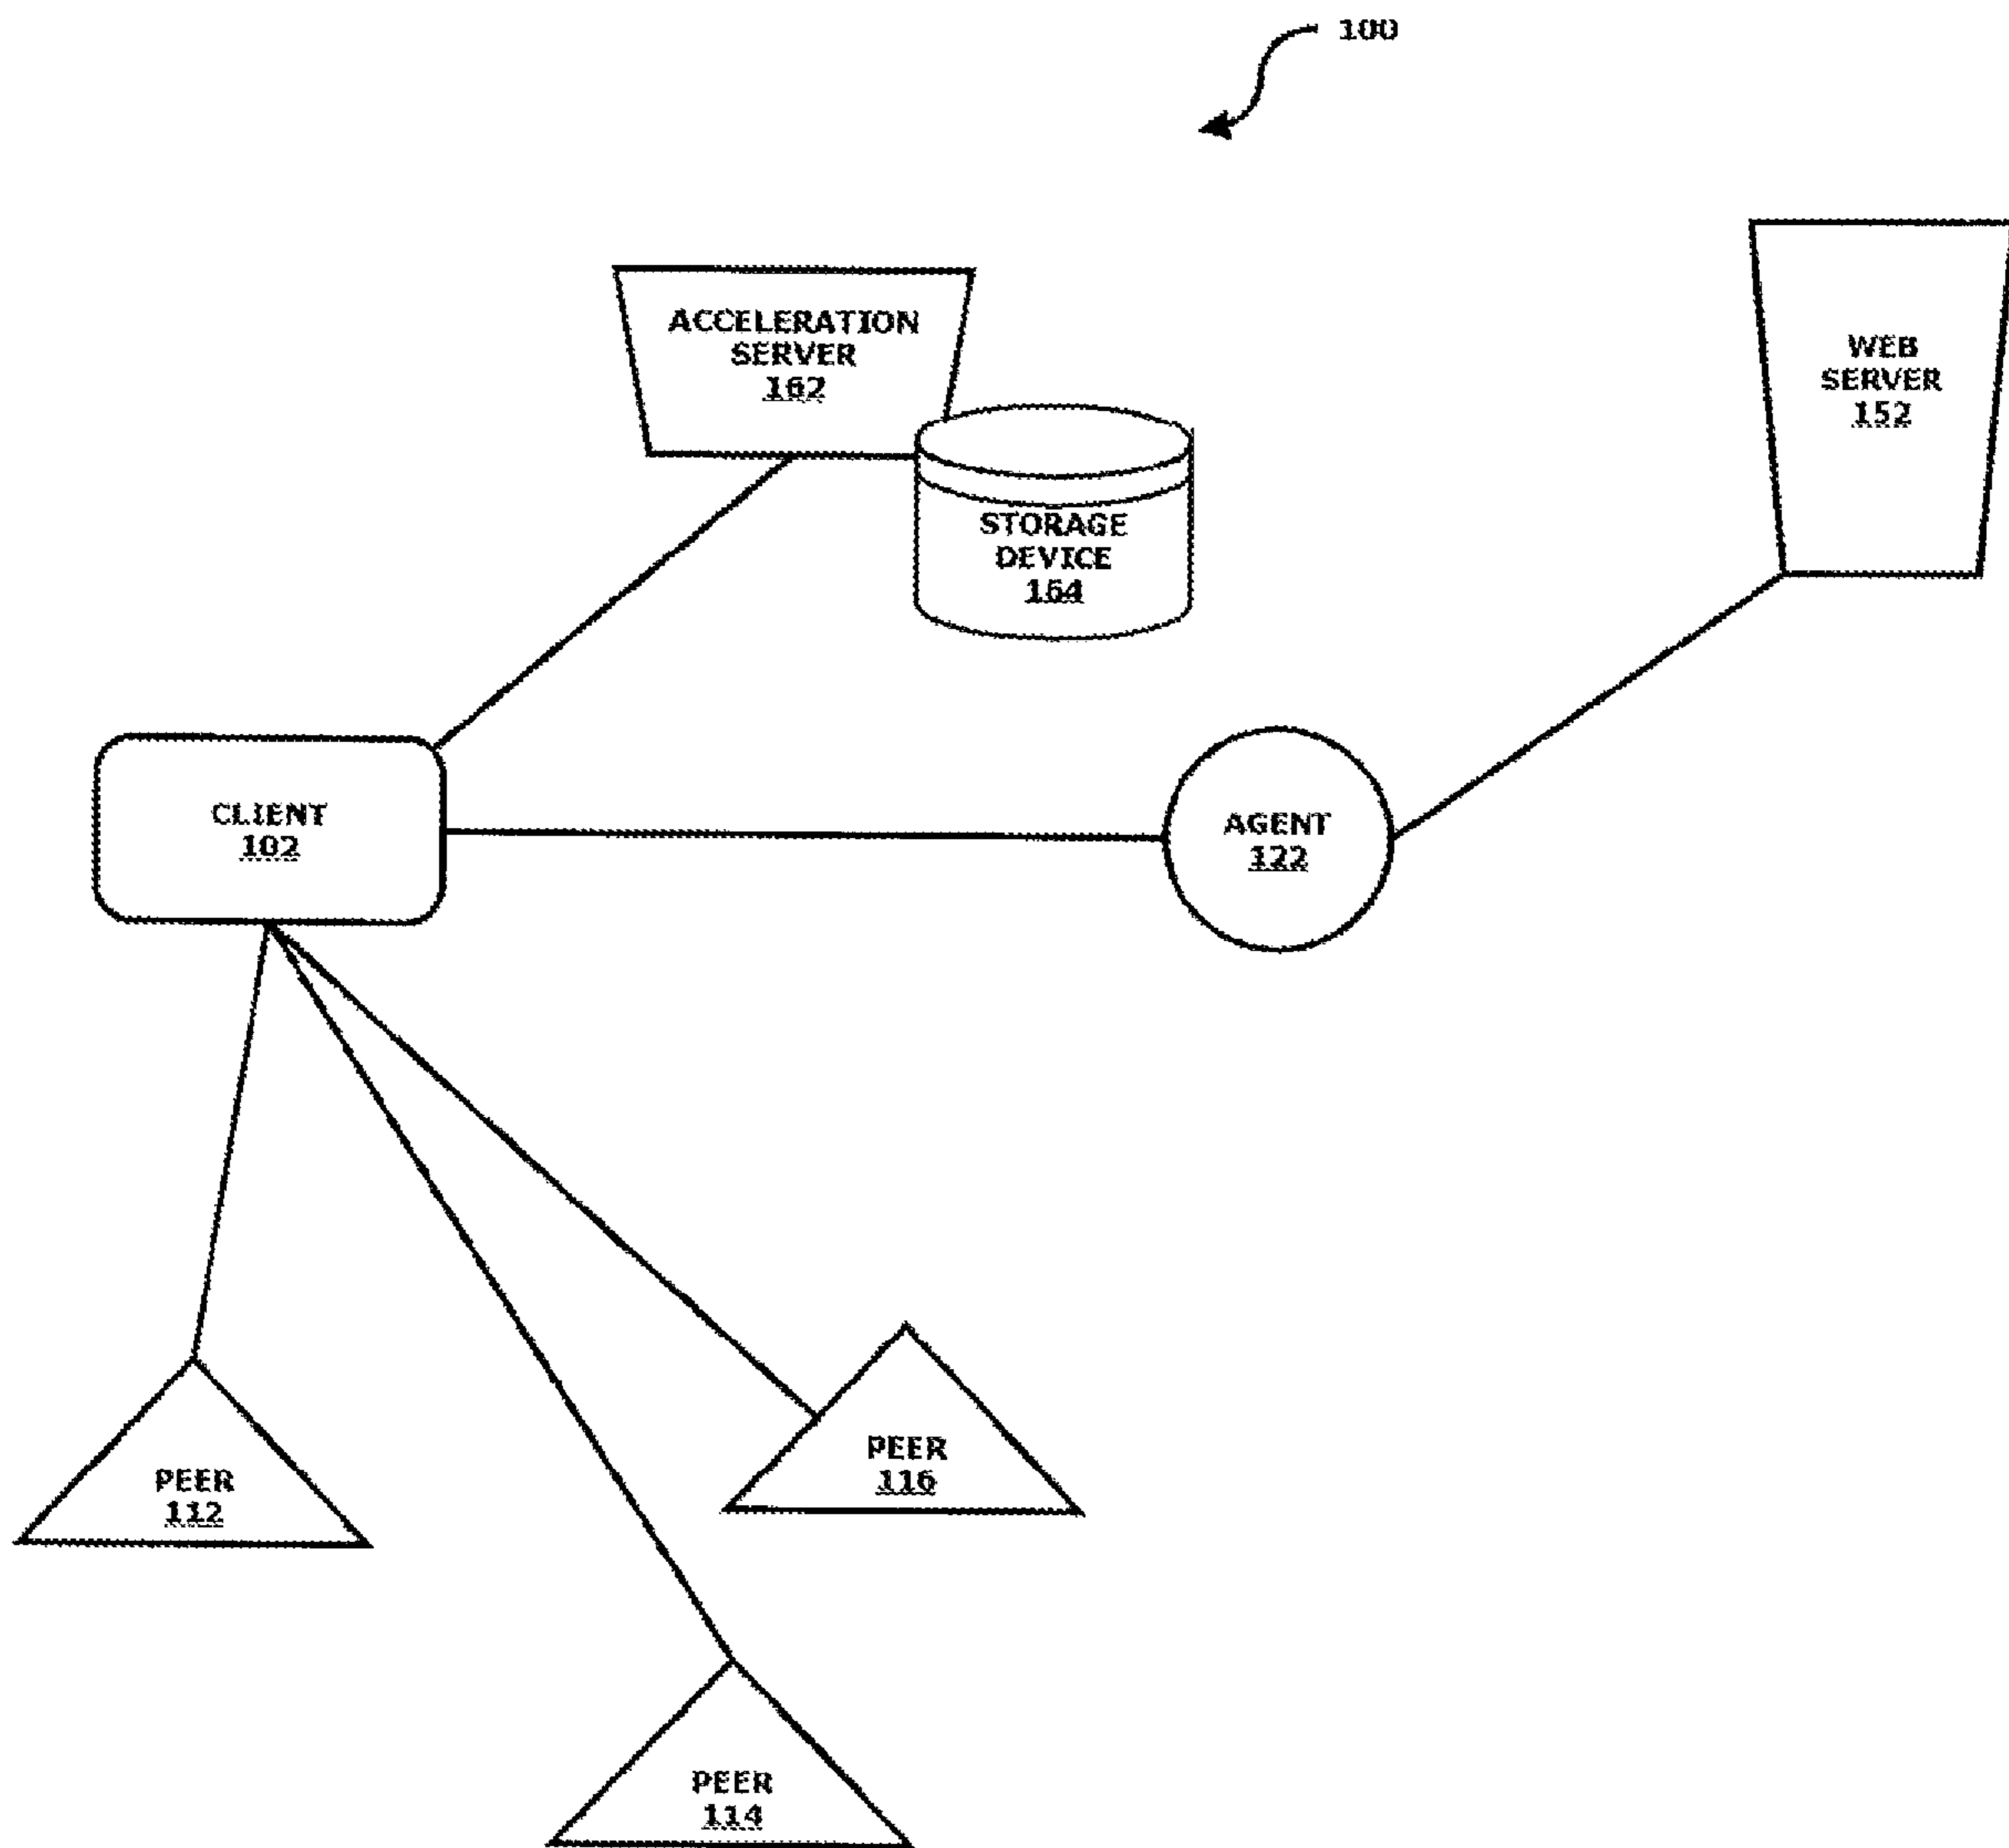 100
ACCELERATION
SERVER
162
STORAGE
DEVICE
164
WEB
SERVER
152
CLIENT
102
AGENT
122
PEER
112
PEER
116
PEER
114